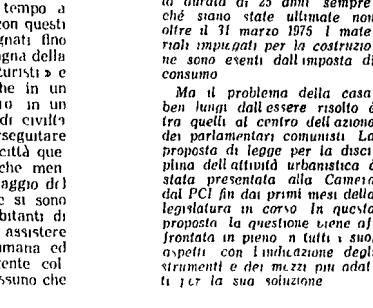 tempo a
con questi
gnati fino
agna della
turisti » e
he in un
io in un
di civiltà
rseguitare
città que
che men
aggio del
e si sono
bitanti di
assistere
umana ed
ente col
ssuno che
la durata di 25 anni sempre
ché siano state ultimate non
oltre il 31 marzo 1975 I mate
riali impiegati per la costruzio
ne sono esenti dall imposta di
consumo
Ma il problema della casa
ben lungi dall essere risolto è
tra quelli al centro dell azione
dei parlamentari comunisti La
proposta di legge per la disci
plina dell attività urbanistica è
stata presentata alla Camera
dal PCI fin dai primi mesi della
legislatura in corso In questa
proposta la questione viene af
frontata in pieno n tutti i suoi
aspetti con l indicazione degli
strumenti e dei mezzi più adat
ti per la sua soluzione